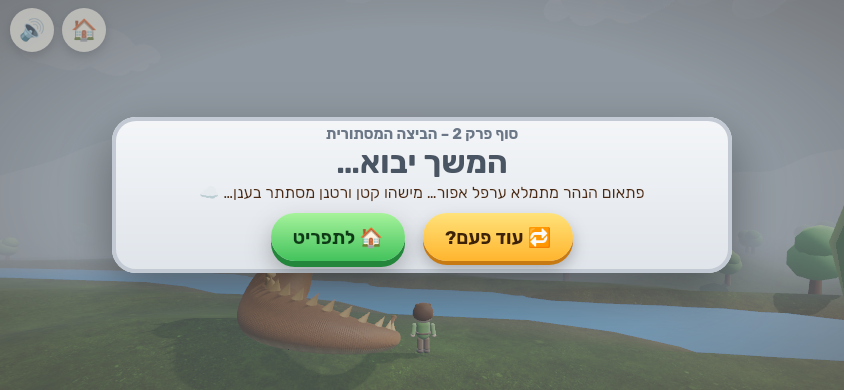 סוף פרק 2 – הביצה המסתורית
המשך יבוא...
פתאום הנהר מתמלא ערפל אפור... מישהו קטן ורטנן מסתתר בענן... ☁️
🔁 עוד פעם?
🏠 לתפריט